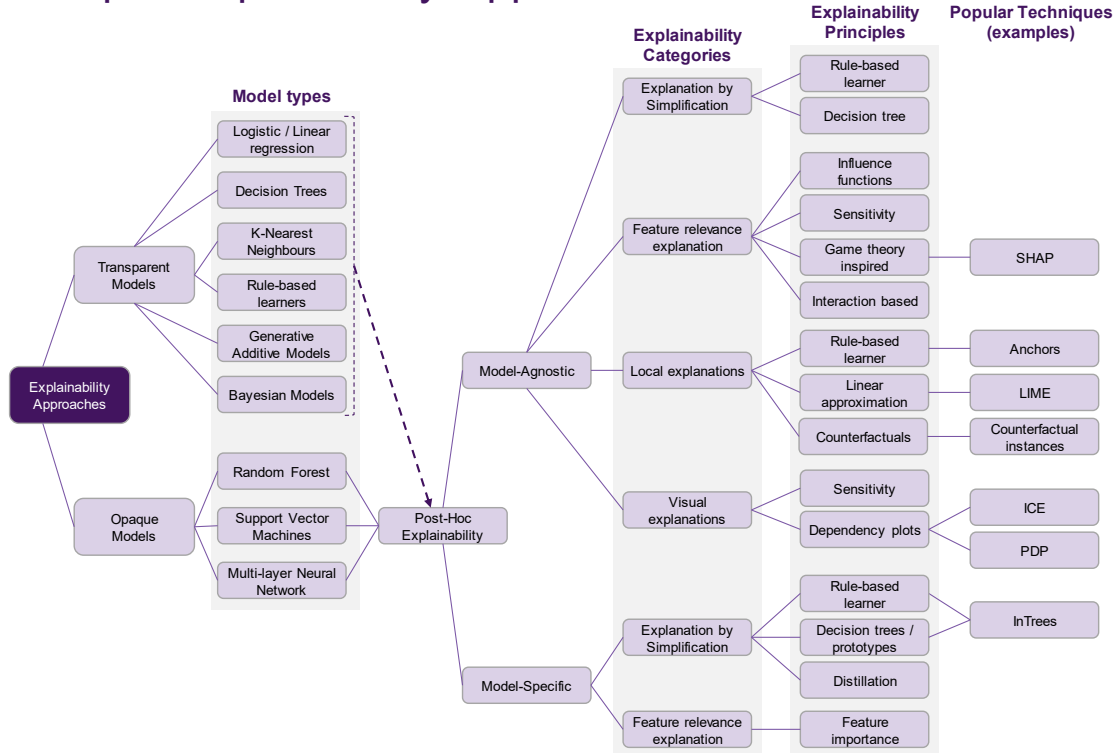 Explainability
Principles
Popular Techniques
(examples)
Explainability
Categories
Model types
Explainability
Approaches
Transparent
Models
Opaque
Models
Logistic / Linear
regression
Decision Trees
K-Nearest
Neighbours
Rule-based
learners
Generative
Additive Models
Bayesian Models
Random Forest
Support Vector
Machines
Multi-layer Neural
Network
Post-Hoc
Explainability
Model-Agnostic
Model-Specific
Explanation by
Simplification
Feature relevance
explanation
Local explanations
Visual
explanations
Explanation by
Simplification
Feature relevance
explanation
Rule-based
learner
Decision tree
Influence
functions
Sensitivity
Game theory
inspired
Interaction based
Rule-based
learner
Linear
approximation
Counterfactuals
Sensitivity
Dependency plots
Rule-based
learner
Decision trees /
prototypes
Distillation
Feature
importance
SHAP
Anchors
LIME
Counterfactual
instances
ICE
PDP
InTrees